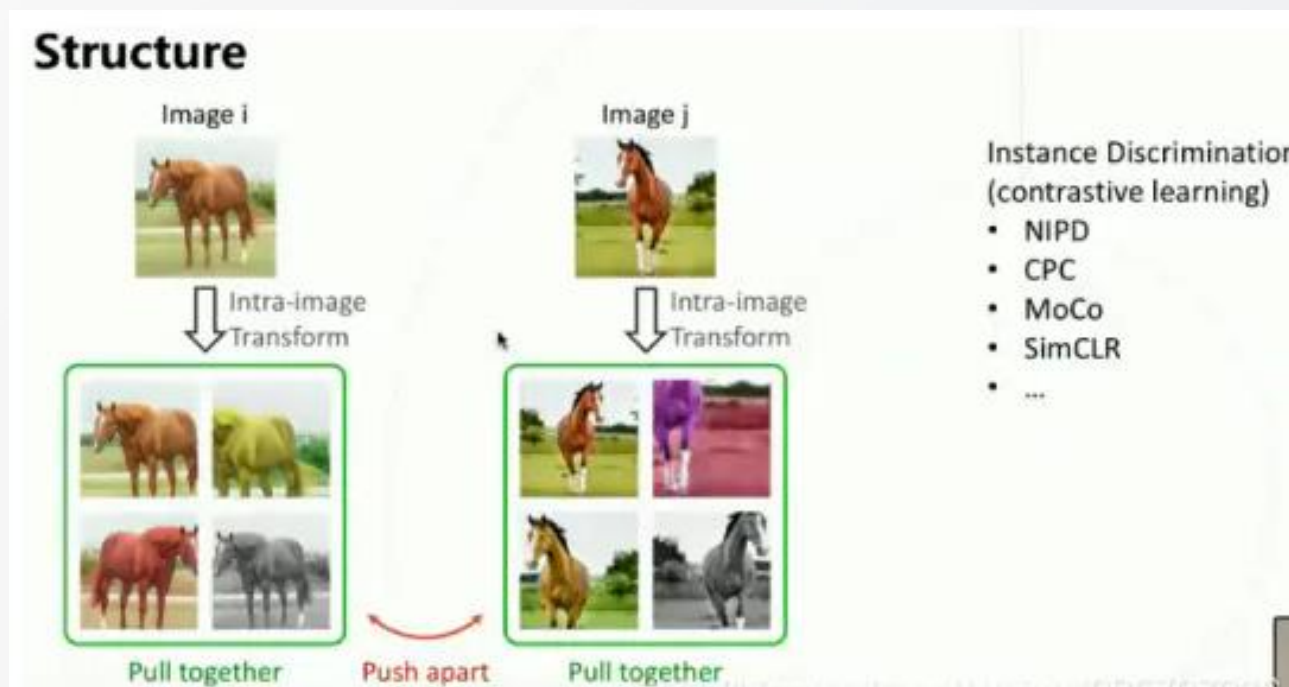 Structure
Image i
Image j
Intra-image
Transform
Intra-image
Transform
Pull together
Push apart
Pull together
Instance Discrimination
(contrastive learning)
• NIPD
• CPC
• MoCo
• SimCLR
• ...